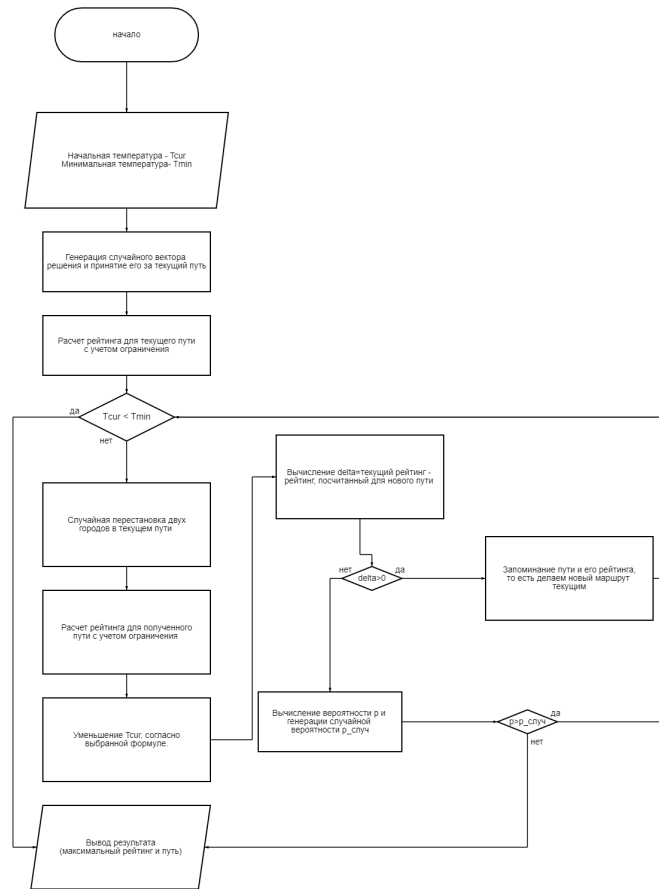 начало
Начальная температура - Tcur
Минимальная температура- Tmin
Генерация случайного вектора
решения и принятие его за текущий путь
Расчет рейтинга для текущего пути
с учетом ограничения
да
Tcur < Tmin
нет
Случайная перестановка двух
городов в текущем пути
Расчет рейтинга для полученного
пути с учетом ограничения
Уменьшение Tcur, согласно
выбранной формуле.
Вычисление delta=текущий рейтинг -
рейтинг, посчитанный для нового пути
нет
delta>0
да
Запоминание пути и его рейтинга,
то есть делаем новый маршрут
текущим
Вычисление вероятности p и
генерации случайной
вероятности p_случ
p>p_случ
да
нет
Вывод результата
(максимальный рейтинг и путь)